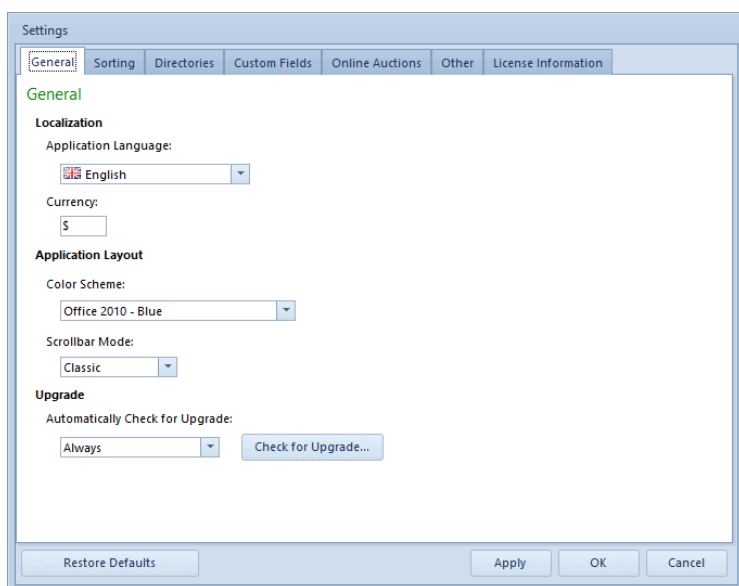 Settings
General Sorting Directories Custom Fields Online Auctions Other License Information
General
Localization
Application Language:
English
Currency:
$
Application Layout
Color Scheme:
Office 2010 - Blue
Scrollbar Mode:
Classic
Upgrade
Automatically Check for Upgrade:
Always Check for Upgrade...
Restore Defaults Apply OK Cancel